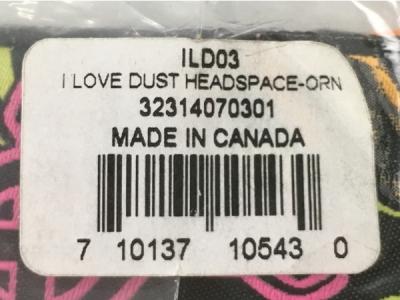 ILD03
I LOVE DUST HEADSPACE-ORN
32314070301
MADE IN CANADA
7 10137 10543 0